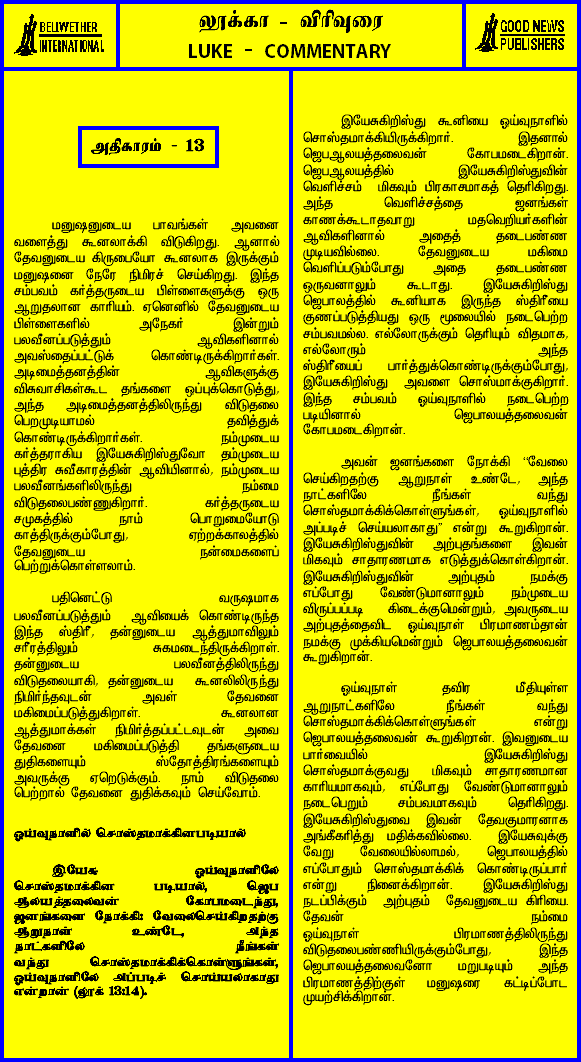 BELLWETHER
INTERNATIONAL
லூக்கா - விரிவுரை
LUKE - COMMENTARY
GOOD NEWS
PUBLISHERS
அதிகாரம் - 13
மனுஷனுடைய பாவங்கள் அவனை
வளைத்து கூனலாக்கி விடுகிறது. ஆனால்
தேவனுடைய கிருபையோ கூனலாக இருக்கும்
மனுஷனை நேரே நிமிரச் செய்கிறது. இந்த
சம்பவம் கர்த்தருடைய பிள்ளைகளுக்கு ஒரு
ஆறுதலான காரியம். ஏனெனில் தேவனுடைய
பிள்ளைகளில் அநேகர் இன்றும்
பலவீனப்படுத்தும் ஆவிகளினால்
அவஸ்தைப்பட்டுக் கொண்டிருக்கிறார்கள்.
அடிமைத்தனத்தின் ஆவிகளுக்கு
விசுவாசிகள்கூட தங்களை ஒப்புக்கொடுத்து,
அந்த அடிமைத்தனத்திலிருந்து விடுதலை
பெறமுடியாமல் தவித்துக்
கொண்டிருக்கிறார்கள். நம்முடைய
கர்த்தராகிய இயேசுகிறிஸ்துவோ தம்முடைய
புத்திர சுவீகாரத்தின் ஆவியினால், நம்முடைய
பலவீனங்களிலிருந்து நம்மை
விடுதலைபண்ணுகிறார். கர்த்தருடைய
சமுகத்தில் நாம் பொறுமையோடு
காத்திருக்கும்போது, ஏற்றகாலத்தில்
தேவனுடைய நன்மைகளைப்
பெற்றுக்கொள்ளலாம்.
பதினெட்டு வருஷமாக
பலவீனப்படுத்தும் ஆவியைக் கொண்டிருந்த
இந்த ஸ்திரீ, தன்னுடைய ஆத்துமாவிலும்
சரீரத்திலும் சுகமடைந்திருக்கிறாள்.
தன்னுடைய பலவீனத்திலிருந்து
விடுதலையாகி, தன்னுடைய கூனலிலிருந்து
நிமிர்ந்தவுடன் அவள் தேவனை
மகிமைப்படுத்துகிறாள். கூனலான
ஆத்துமாக்கள் நிமிர்த்தப்பட்டவுடன் அவை
தேவனை மகிமைப்படுத்தி தங்களுடைய
துதிகளையும் ஸ்தோத்திரங்களையும்
அவருக்கு ஏறெடுக்கும். நாம் விடுதலை
பெற்றால் தேவனை துதிக்கவும் செய்வோம்.
ஓய்வுநாளில் சொஸ்தமாக்கினபடியால்
இயேசு ஓய்வுநாளிலே
சொஸ்தமாக்கின படியால், ஜெப
ஆலயத்தலைவன் கோபமடைந்து,
ஜனங்களை நோக்கி: வேலைசெய்கிறதற்கு
ஆறுநாள் உண்டே, அந்த
நாட்களிலே நீங்கள்
வந்து சொஸ்தமாக்கிக்கொள்ளுங்கள்,
ஓய்வுநாளிலே அப்படிச் செய்யலாகாது
என்றான் (லூக் 13:14).
இயேசுகிறிஸ்து கூனியை ஓய்வுநாளில்
சொஸ்தமாக்கியிருக்கிறார். இதனால்
ஜெபஆலயத்தலைவன் கோபமடைகிறான்.
ஜெபஆலயத்தில் இயேசுகிறிஸ்துவின்
வெளிச்சம் மிகவும் பிரகாசமாகத் தெரிகிறது.
அந்த வெளிச்சத்தை ஜனங்கள்
காணக்கூடாதவாறு மதவெறியர்களின்
ஆவிகளினால் அதைத் தடைபண்ண
முடியவில்லை. தேவனுடைய மகிமை
வெளிப்படும்போது அதை தடைபண்ண
ஒருவனாலும் கூடாது. இயேசுகிறிஸ்து
ஜெபாலத்தில் கூனியாக இருந்த ஸ்திரீயை
குணப்படுத்தியது ஒரு மூலையில் நடைபெற்ற
சம்பவமல்ல. எல்லோருக்கும் தெரியும் விதமாக,
எல்லோரும் அந்த
ஸ்திரீயைப் பார்த்துக்கொண்டிருக்கும்போது,
இயேசுகிறிஸ்து அவளை சொஸ்மாக்குகிறார்.
இந்த சம்பவம் ஓய்வுநாளில் நடைபெற்ற
படியினால் ஜெபாலயத்தலைவன்
கோபமடைகிறான்.
அவன் ஜனங்களை நோக்கி “வேலை
செய்கிறதற்கு ஆறுநாள் உண்டே, அந்த
நாட்களிலே நீங்கள் வந்து
சொஸ்தமாக்கிக்கொள்ளுங்கள், ஓய்வுநாளில்
அப்படிச் செய்யலாகாது” என்று கூறுகிறான்.
இயேசுகிறிஸ்துவின் அற்புதங்களை இவன்
மிகவும் சாதாரணமாக எடுத்துக்கொள்கிறான்.
இயேசுகிறிஸ்துவின் அற்புதம் நமக்கு
எப்போது வேண்டுமானாலும் நம்முடைய
விருப்பப்படி கிடைக்குமென்றும், அவருடைய
அற்புதத்தைவிட ஓய்வுநாள் பிரமாணம்தான்
நமக்கு முக்கியமென்றும் ஜெபாலயத்தலைவன்
கூறுகிறான்.
ஓய்வுநாள் தவிர மீதியுள்ள
ஆறுநாட்களிலே நீங்கள் வந்து
சொஸ்தமாக்கிக்கொள்ளுங்கள் என்று
ஜெபாலயத்தலைவன் கூறுகிறான். இவனுடைய
பார்வையில் இயேசுகிறிஸ்து
சொஸ்தமாக்குவது மிகவும் சாதாரணமான
காரியமாகவும், எப்போது வேண்டுமானாலும்
நடைபெறும் சம்பவமாகவும் தெரிகிறது.
இயேசுகிறிஸ்துவை இவன் தேவகுமாரனாக
அங்கீகரித்து மதிக்கவில்லை. இயேசுவுக்கு
வேறு வேலையில்லாமல், ஜெபாலயத்தில்
எப்போதும் சொஸ்தமாக்கிக் கொண்டிருப்பார்
என்று நினைக்கிறான். இயேசுகிறிஸ்து
நடப்பிக்கும் அற்புதம் தேவனுடைய கிரியை.
தேவன் நம்மை
ஓய்வுநாள் பிரமாணத்திலிருந்து
விடுதலைபண்ணியிருக்கும்போது, இந்த
ஜெபாலயத்தலைவனோ மறுபடியும் அந்த
பிரமாணத்திற்குள் மனுஷரை கட்டிப்போட
முயற்சிக்கிறான்.